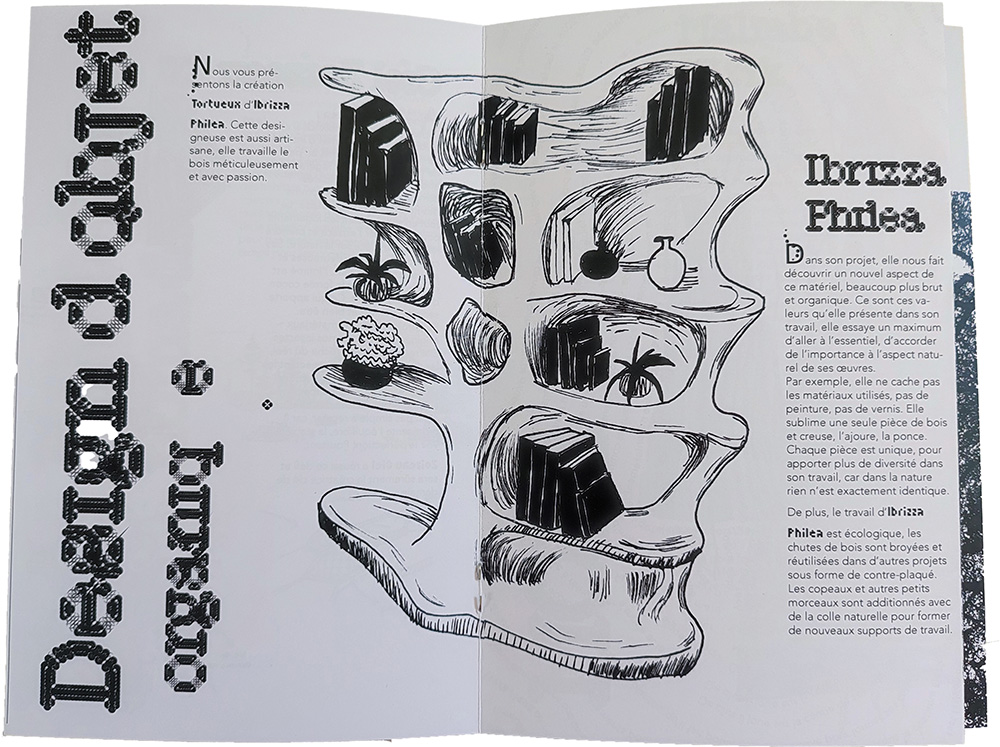 Design d objet
organiq e
Nous vous pré-
sentons la création
Tortueux d'Ibrizza
Philea. Cette desi-
gneuse est aussi arti-
sane, elle travaille le
bois méticuleusement
et avec passion.
Ibrizza
Philea
Dans son projet, elle nous fait
découvrir un nouvel aspect de
ce matériel, beaucoup plus brut
et organique. Ce sont ces va-
leurs qu'elle présente dans son
travail, elle essaye un maximum
d'aller à l'essentiel, d'accorder
de l'importance à l'aspect natu-
rel de ses œuvres.
Par exemple, elle ne cache pas
les matériaux utilisés, pas de
peinture, pas de vernis. Elle
sublime une seule pièce de bois
et creuse, l'ajoure, la ponce.
Chaque pièce est unique, pour
apporter plus de diversité dans
son travail, car dans la nature
rien n'est exactement identique.
De plus, le travail d'Ibrizza
Philea est écologique, les
chutes de bois sont broyées et
réutilisées dans d'autres projets
sous forme de contre-plaqué.
Les copeaux et autres petits
morceaux sont additionnés avec
de la colle naturelle pour former
de nouveaux supports de travail.